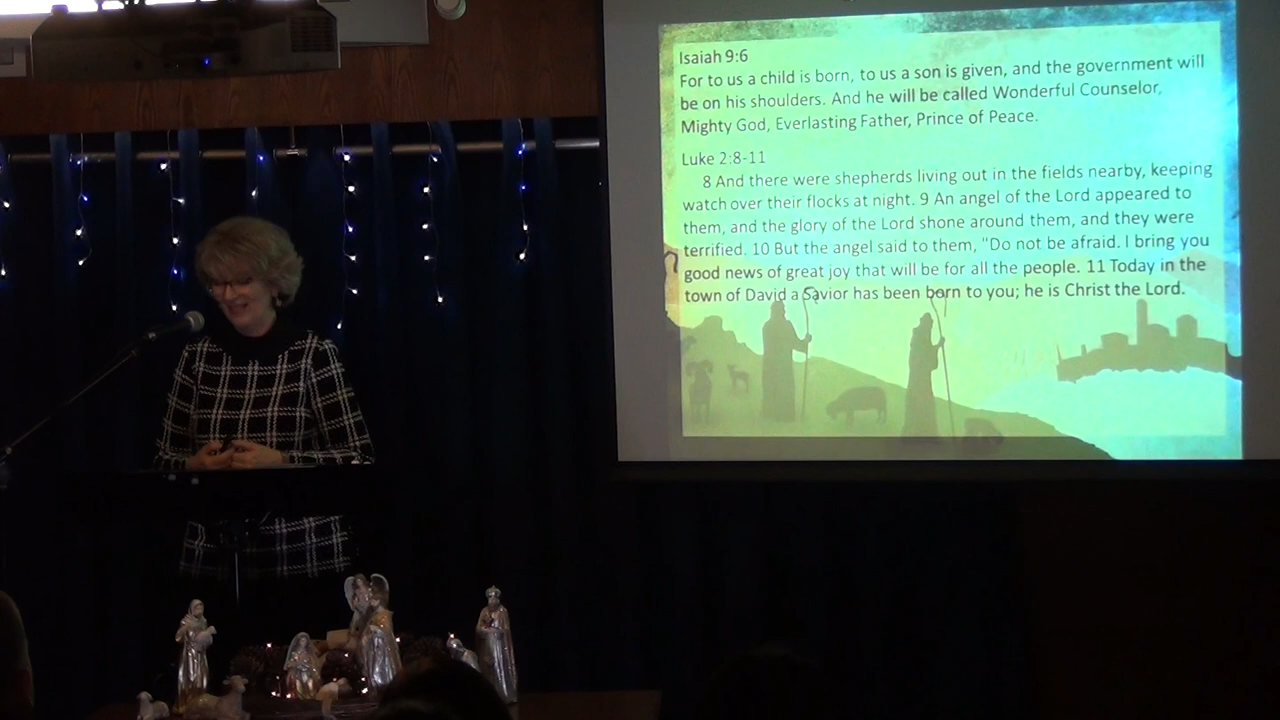 Isaiah 9:6
For to us a child is born, to us a son is given, and the government will
be on his shoulders. And he will be called Wonderful Counselor,
Mighty God, Everlasting Father, Prince of Peace.
Luke 2:8-11
8 And there were shepherds living out in the fields nearby, keeping
watch over their flocks at night. 9 An angel of the Lord appeared to
them, and the glory of the Lord shone around them, and they were
terrified. 10 But the angel said to them, "Do not be afraid. I bring you
good news of great joy that will be for all the people. 11 Today in the
town of David a Savior has been born to you; he is Christ the Lord.